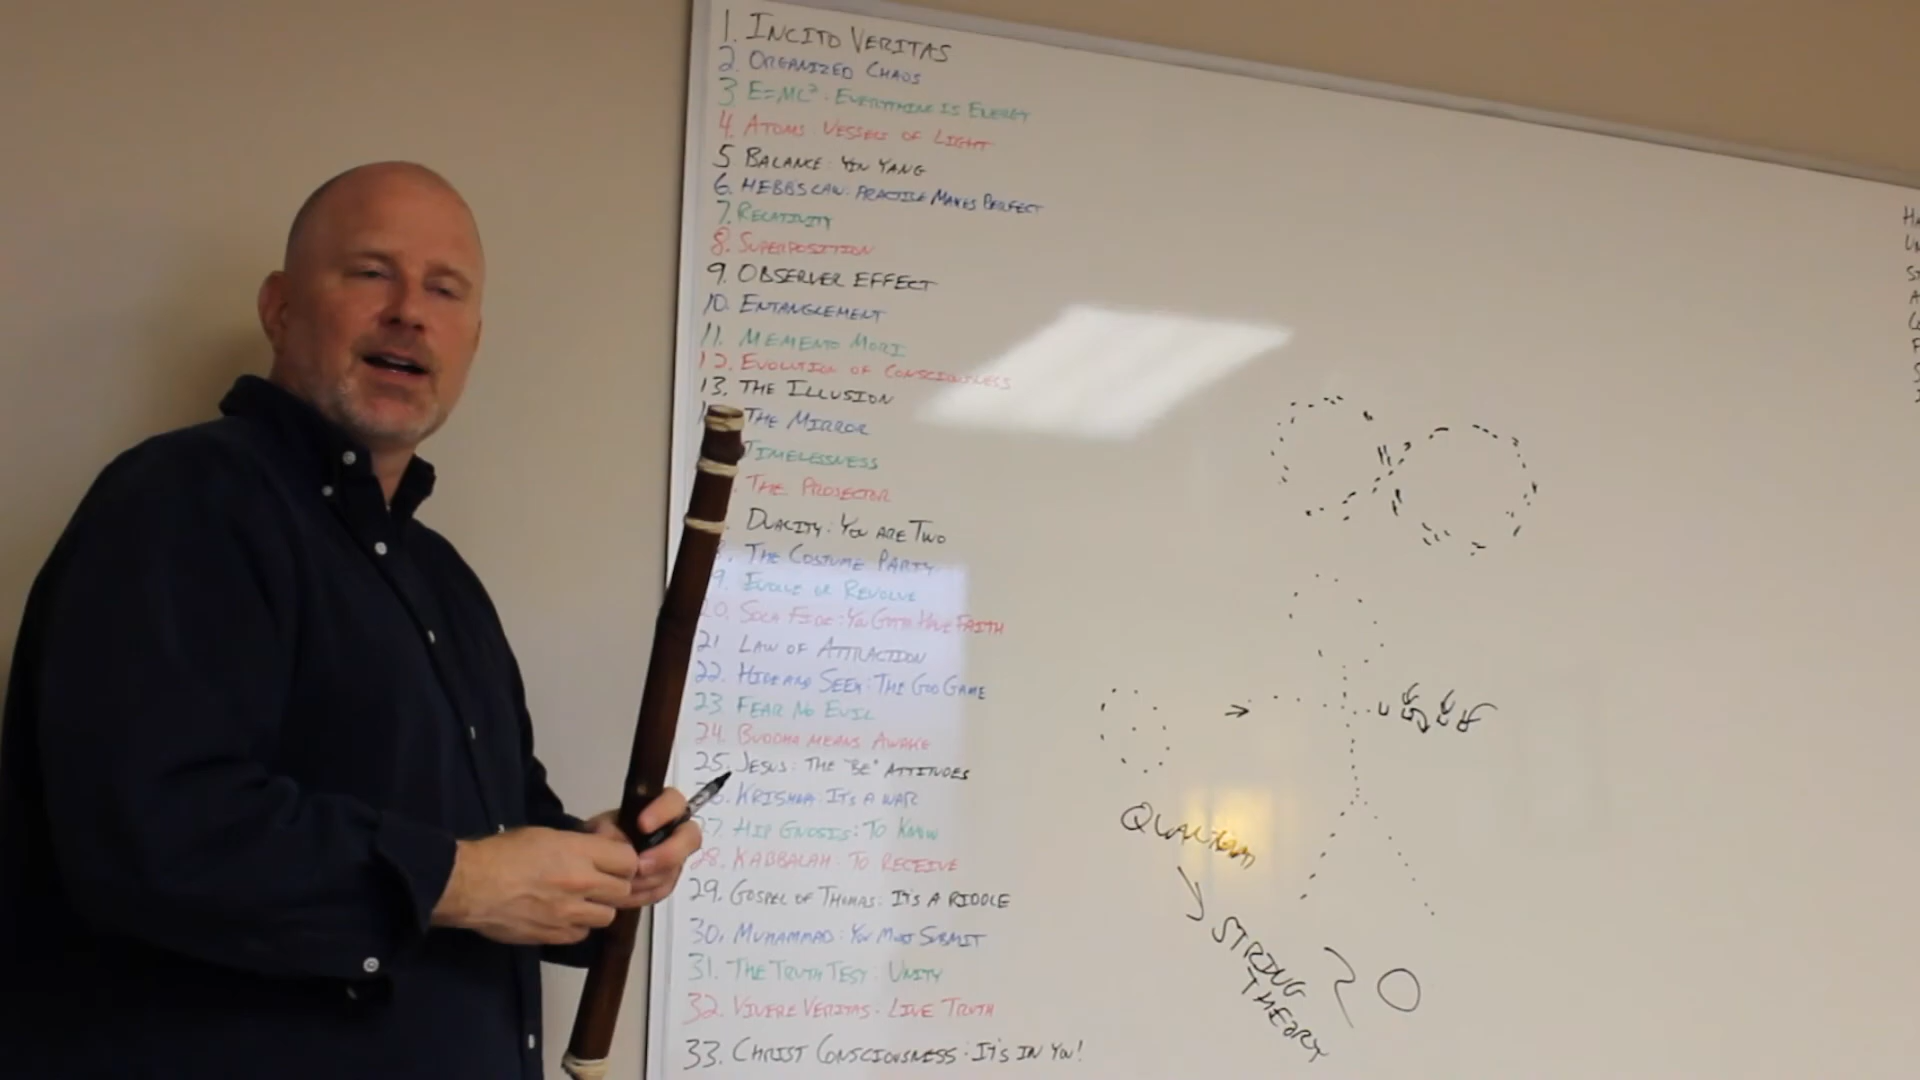 1. INCITO VERITAS
2. ORGANIZED CHAOS
3 E=MC² · EVERYTHING IS ENERGY
4. ATOMS: VESSELS OF LIGHT
5 BALANCE: YIN YANG
6. HEBB'S LAW: PRACTICE MAKES PERFECT
7. RELATIVITY
8. SUPERPOSITION
9. OBSERVER EFFECT
10. ENTANGLEMENT
11. MEMENTO MORI
12. EVOLUTION OF CONSCIOUSNESS
13. THE ILLUSION
THE MIRROR
TIMELESSNESS
THE PROJECTOR
DUALITY: YOU ARE TWO
THE COSTUME PARTY
9. EVOLVE OR REVOLVE
20. SOLA FIDE: YOU GOTTA HAVE FAITH
21 LAW OF ATTRACTION
22. HIDE AND SEEK: THE GOD GAME
23 FEAR NO EVIL
24. BUDDHA MEANS AWAKE
25. JESUS: THE "BE" ATTITUDES
26. KRISHNA: IT'S A WAR
27. HIP GNOSIS: TO KNOW
28. KABBALAH: TO RECEIVE
29. GOSPEL OF THOMAS: IT'S A RIDDLE
30. MUHAMMAD: YOU MUST SUBMIT
31. THE TRUTH TEST: UNITY
32. VIVERE VERITAS - LIVE TRUTH
33. CHRIST CONSCIOUSNESS: IT'S IN YOU!
QUANTUM
STRING
THEORY